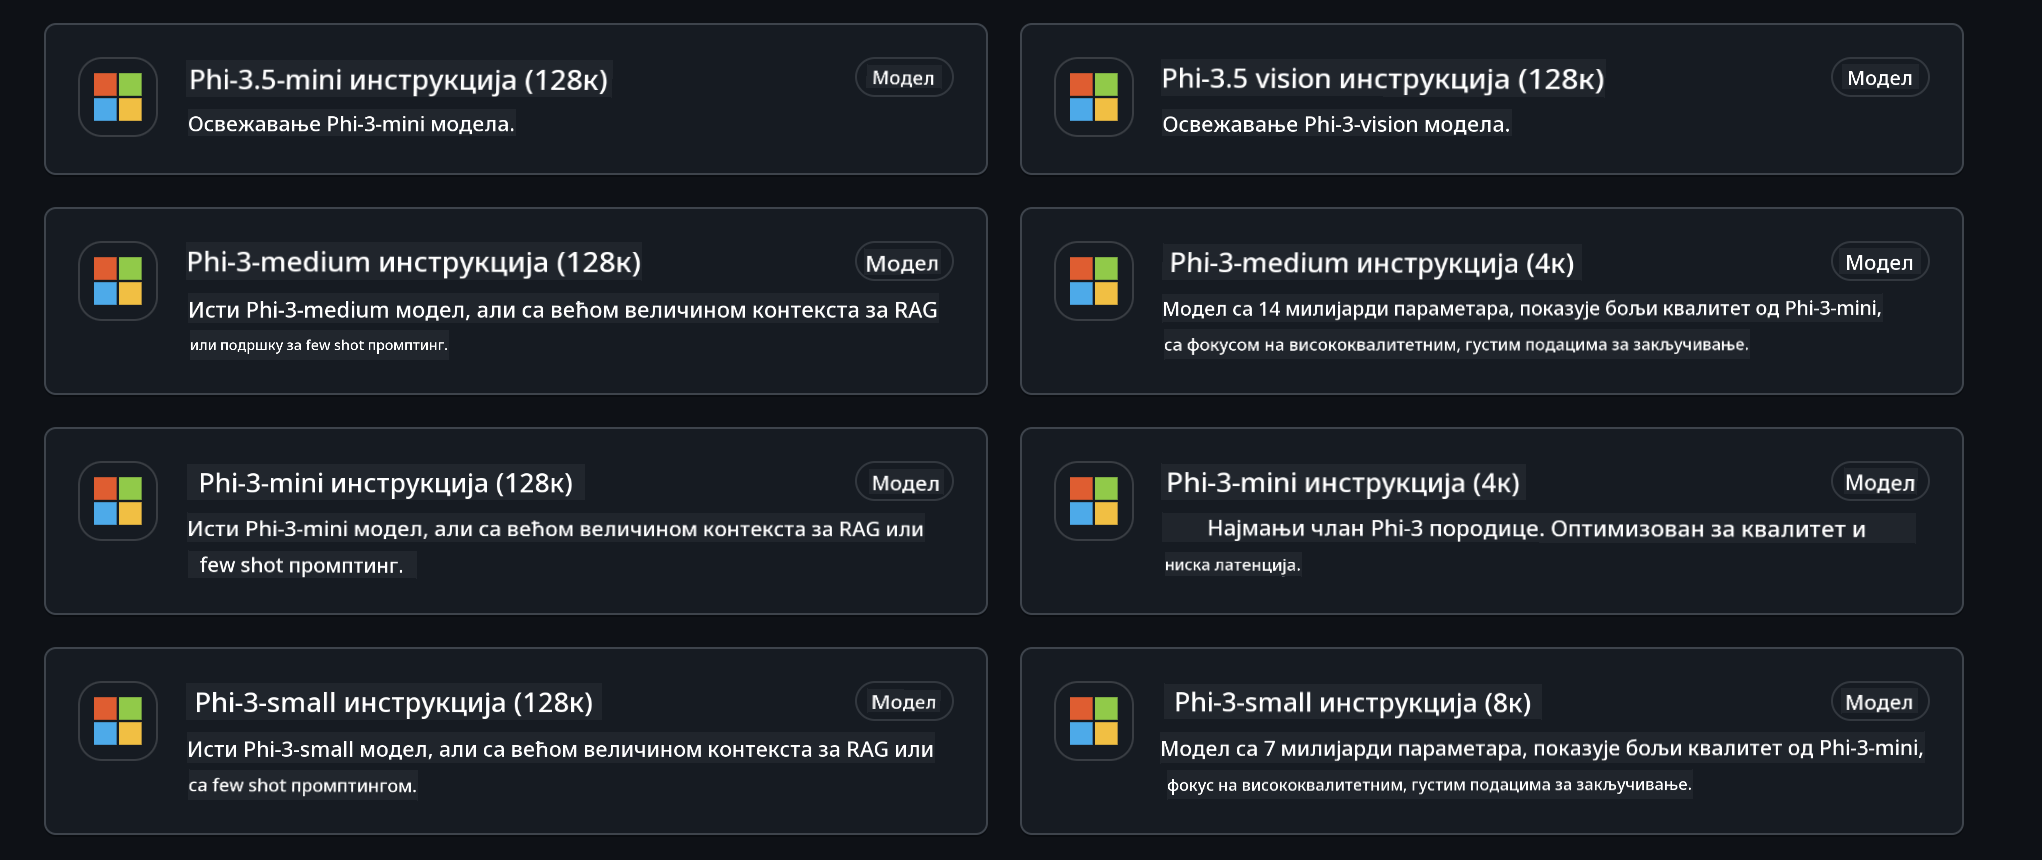 Phi-3.5-mini инструкција (128к)
Модел
Освежавање Phi-3-mini модела.
Phi-3.5 vision инструкција (128к)
Модел
Освежавање Phi-3-vision модела.
Phi-3-medium инструкција (128к)
Модел
Исти Phi-3-medium модел, али са већом величином контекста за RAG
или подршку за few shot промптинг.
Phi-3-medium инструкција (4к)
Модел
Модел са 14 милијарди параметара, показује бољи квалитет од Phi-3-mini,
са фокусом на висококвалитетним, густим подацима за закључивање.
Phi-3-mini инструкција (128к)
Модел
Исти Phi-3-mini модел, али са већом величином контекста за RAG или
few shot промптинг.
Phi-3-mini инструкција (4к)
Модел
Најмањи члан Phi-3 породице. Оптимизован за квалитет и
ниска латенција.
Phi-3-small инструкција (128к)
Модел
Исти Phi-3-small модел, али са већом величином контекста за RAG или
са few shot промптингом.
Phi-3-small инструкција (8к)
Модел
Модел са 7 милијарди параметара, показује бољи квалитет од Phi-3-mini,
фокус на висококвалитетним, густим подацима за закључивање.